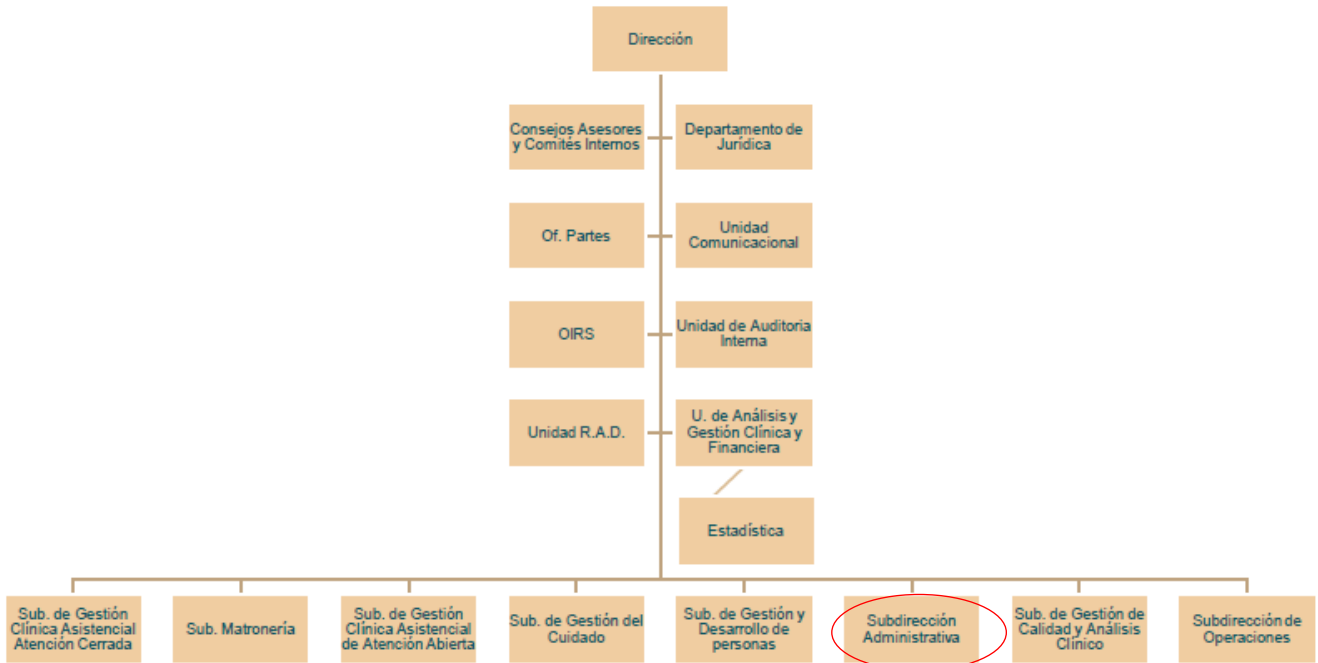 Dirección
Consejos Asesores
y Comités Internos
Departamento de
Jurídica
Of. Partes
Unidad
Comunicacional
OIRS
Unidad de Auditoria
Interna
Unidad R.A.D.
U. de Análisis y
Gestión Clínica y
Financiera
Estadística
Sub. de Gestión
Clínica Asistencial
Atención Cerrada
Sub. Matronería
Sub. de Gestión
Clínica Asistencial
de Atención Abierta
Sub. de Gestión del
Cuidado
Sub. de Gestión y
Desarrollo de
personas
Subdirección
Administrativa
Sub. de Gestión de
Calidad y Análisis
Clínico
Subdirección de
Operaciones